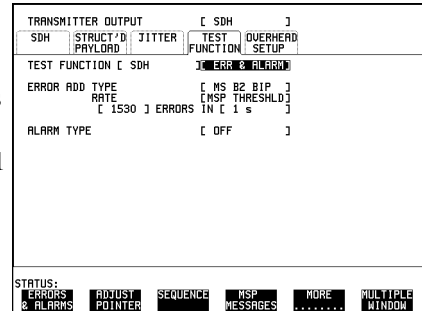 TRANSMITTER OUTPUT [ SDH ]
SDH STRUCT'D PAYLOAD JITTER TEST FUNCTION OVERHEAD SETUP
TEST FUNCTION [ SDH ][ ERR & ALARM]
ERROR ADD TYPE [ MS B2 BIP ]
RATE [MSP THRESHLD]
[ 1530 ] ERRORS IN [ 1 s ]
ALARM TYPE [ OFF ]
STATUS:
ERRORS & ALARMS ADJUST POINTER SEQUENCE MSP MESSAGES MORE ........ MULTIPLE WINDOW